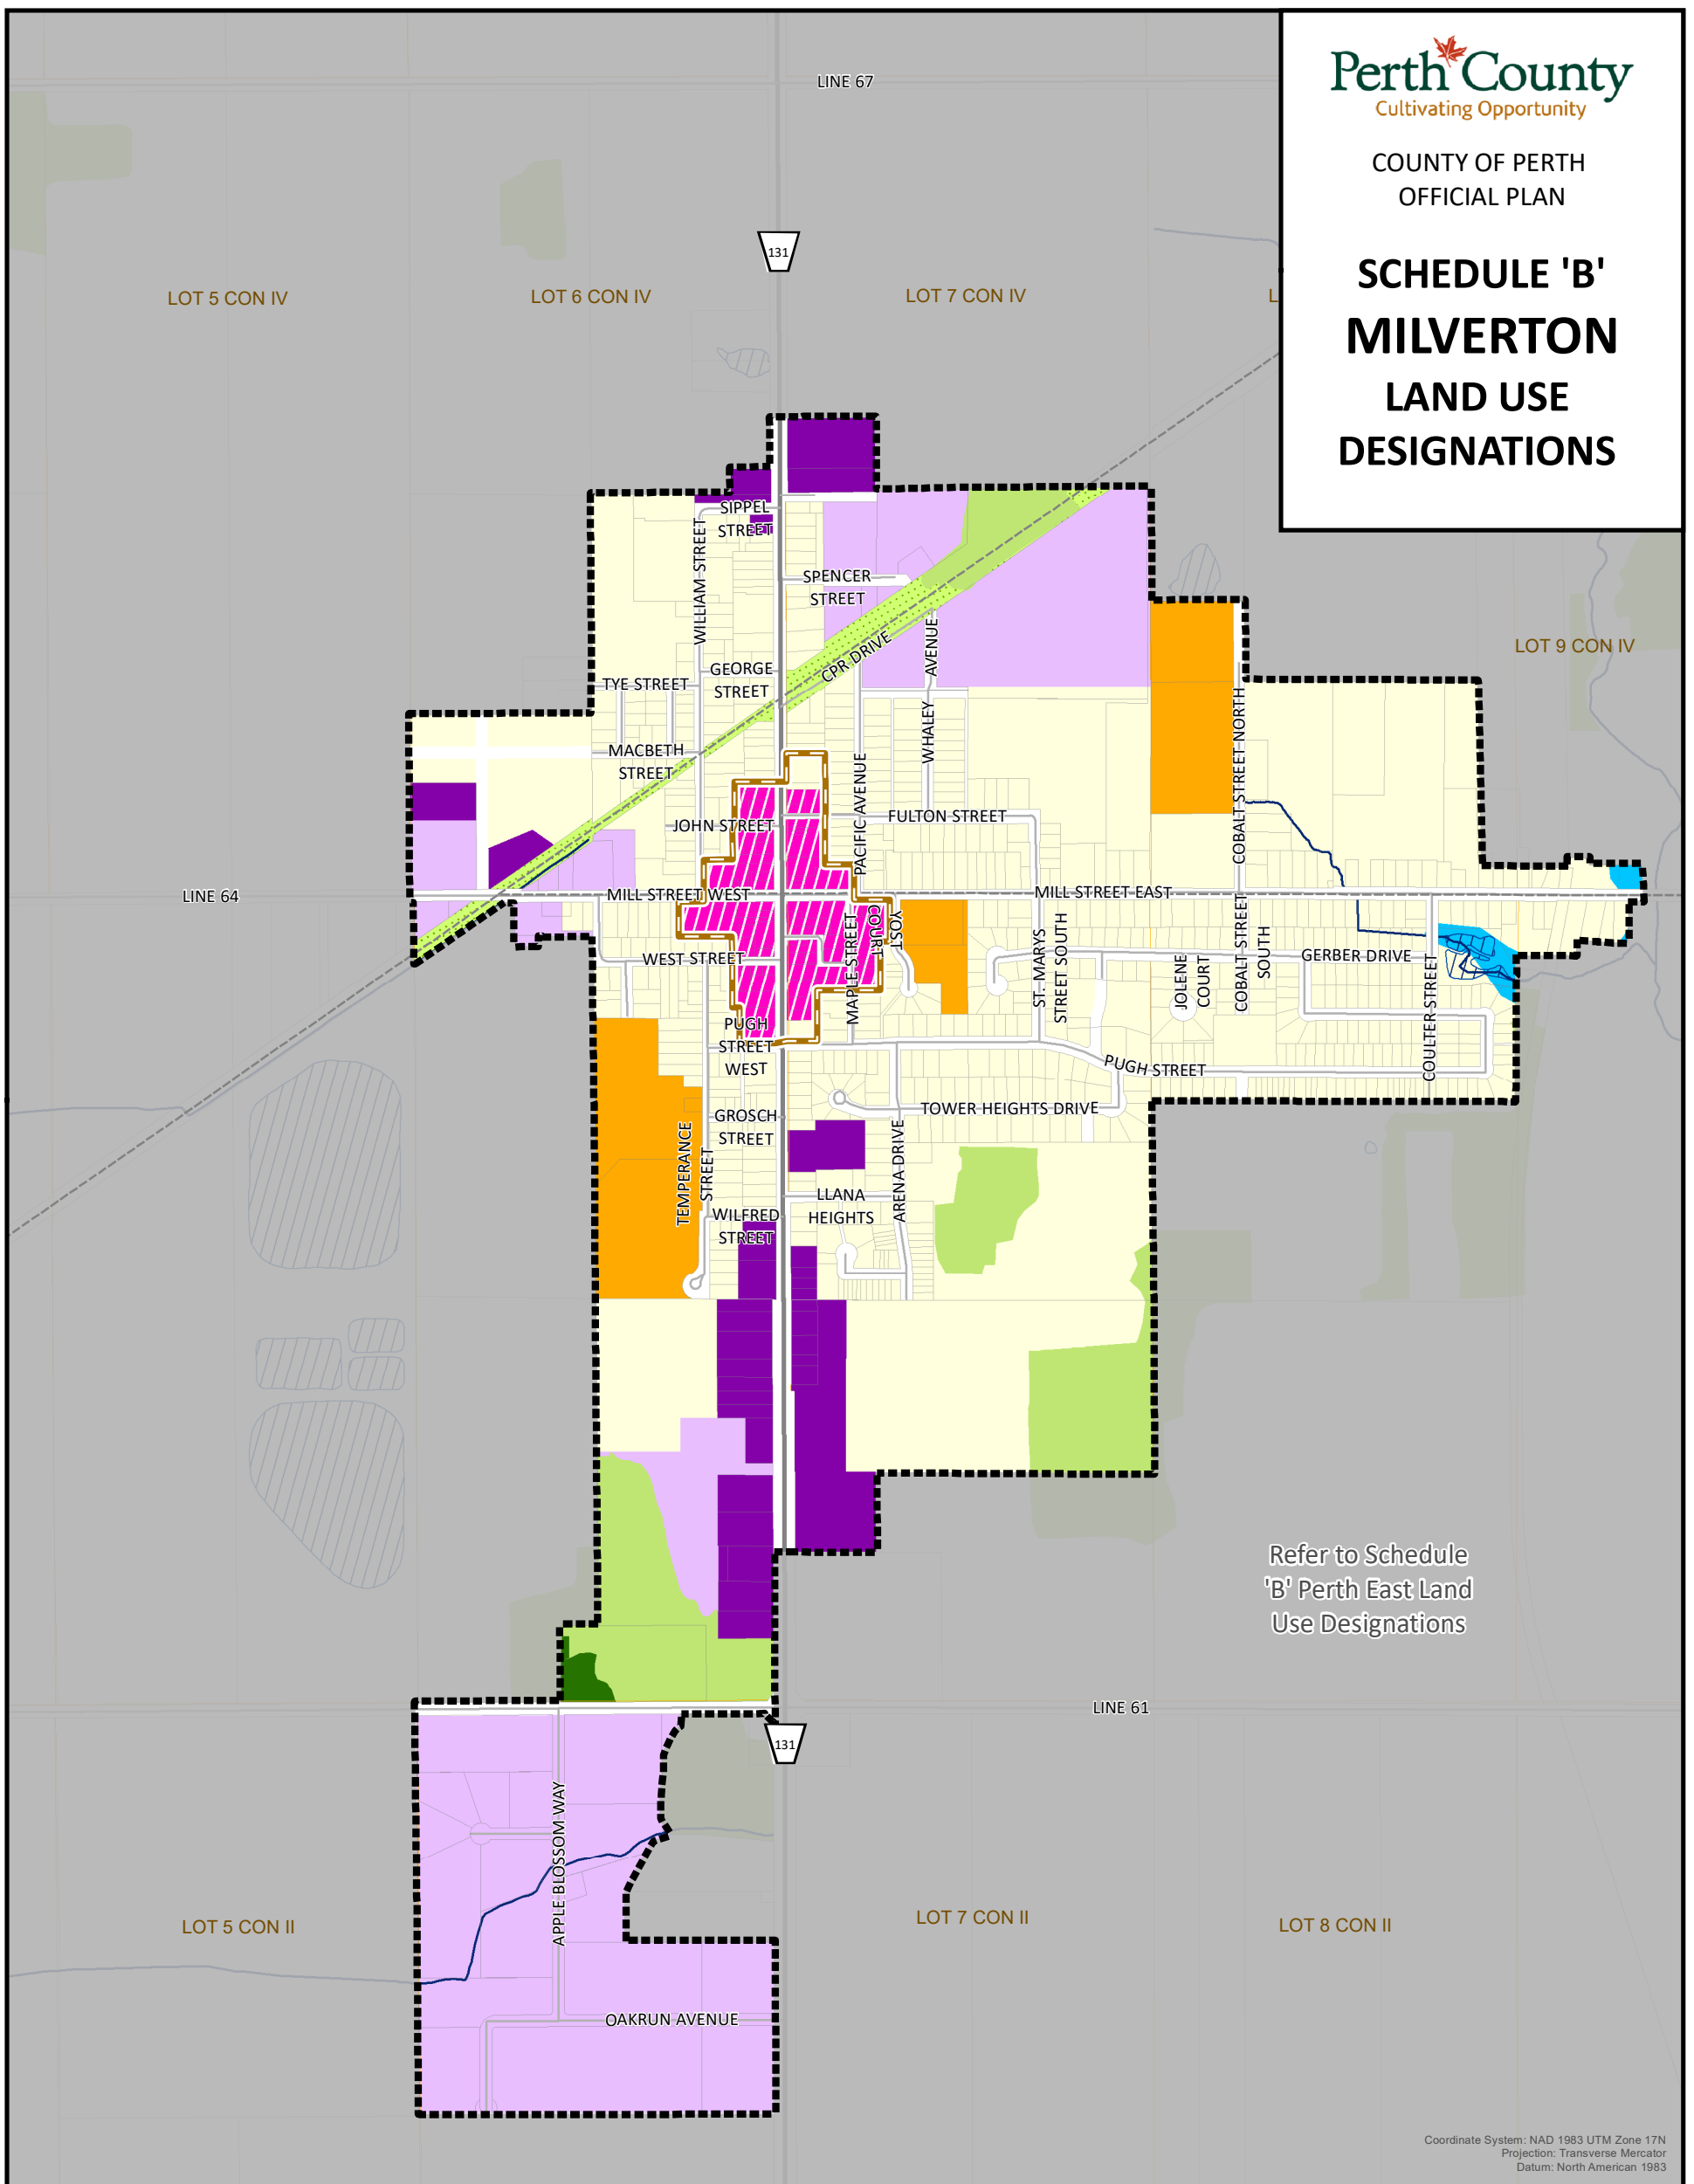 Perth County
Cultivating Opportunity
COUNTY OF PERTH
OFFICIAL PLAN
SCHEDULE 'B'
MILVERTON
LAND USE
DESIGNATIONS
LINE 67
131
LOT 5 CON IV
LOT 6 CON IV
LOT 7 CON IV
L
SIPPEL
STREET
WILLIAM STREET
SPENCER
STREET
LOT 9 CON IV
CPR DRIVE
WHALEY
AVENUE
GEORGE
STREET
TYE STREET
MACBETH
STREET
COBALT STREET NORTH
PACIFIC AVENUE
JOHN STREET
FULTON STREET
LINE 64
MILL STREET WEST
MILL STREET EAST
YOST
COURT
MAPLE STREET
ST. MARYS
STREET SOUTH
JOLENE
COURT
COBALT STREET
SOUTH
WEST STREET
GERBER DRIVE
COULTER STREET
PUGH
STREET
WEST
PUGH STREET
TOWER HEIGHTS DRIVE
GROSCH
STREET
TEMPERANCE
STREET
ARENA DRIVE
LLANA
HEIGHTS
WILFRED
STREET
Refer to Schedule
'B' Perth East Land
Use Designations
LINE 61
131
APPLE BLOSSOM WAY
LOT 5 CON II
LOT 7 CON II
LOT 8 CON II
OAKRUN AVENUE
Coordinate System: NAD 1983 UTM Zone 17N
Projection: Transverse Mercator
Datum: North American 1983